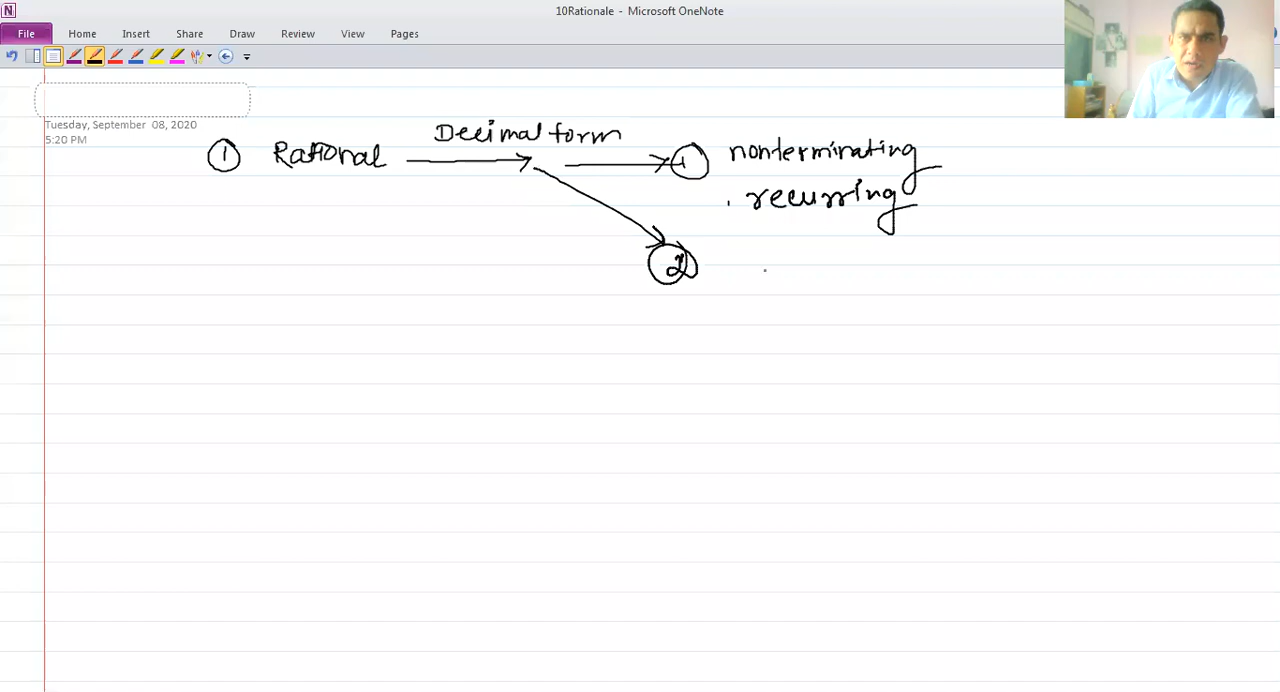 10Rationale - Microsoft OneNote
File Home Insert Share Draw Review View Pages
Tuesday, September 08, 2020
5:20 PM
Decimal form
① Rational ① nonterminating
recurring
②